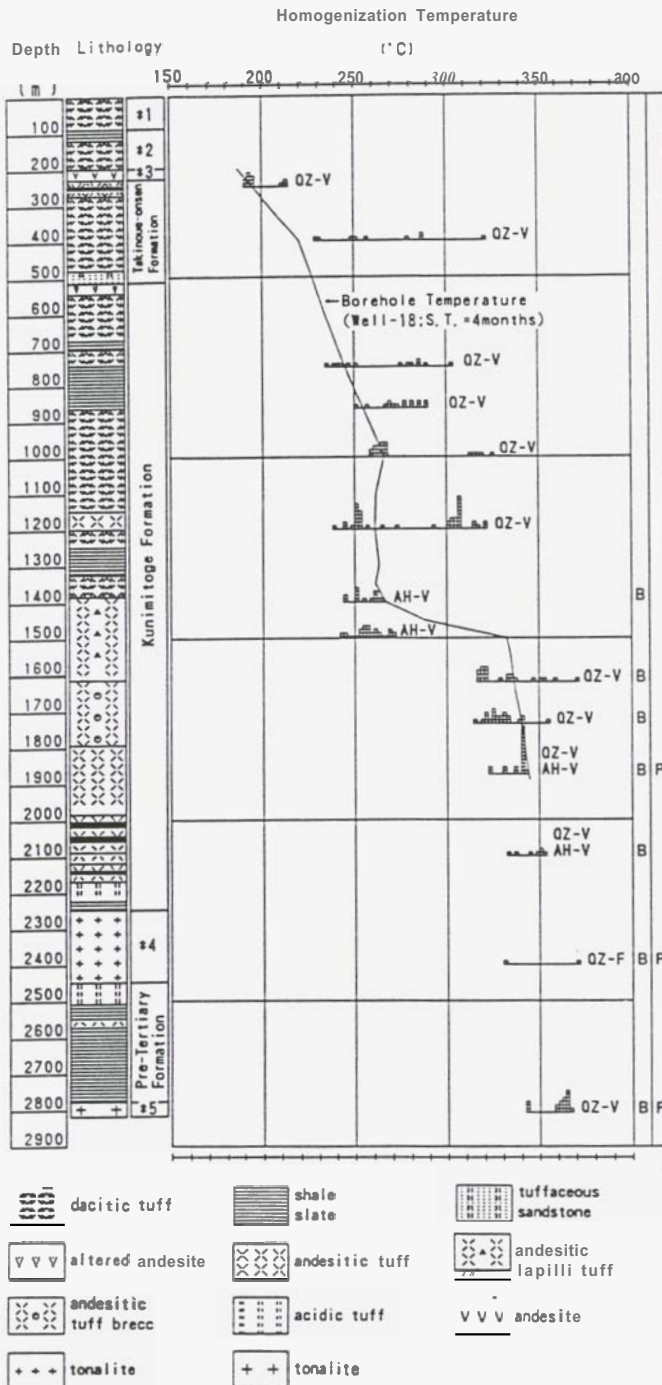 Homogenization Temperature
Depth Lithology (°C)
(m) 150 200 250 300 350 400
100 #1
200 #2
#3 QZ-V
300 Takinoue-onsen Formation
400 QZ-V
500
600 ←Borehole Temperature
(Well-18;S.T.=4months)
700 QZ-V
800
900 QZ-V
1000 QZ-V
1100
1200 QZ-V
Kunimitoge Formation
1300
1400 AH-V B
1500 AH-V
1600 QZ-V B
1700 QZ-V B
1800 QZ-V
1900 AH-V B P
2000
QZ-V
2100 AH-V B
2200
2300 #4
2400 QZ-F B P
2500
2600
2700 Pre-Tertiary Formation
2800 #5 QZ-V B P
2900
dacitic tuff
shale
slate
tuffaceous
sandstone
altered andesite
andesitic tuff
andesitic
lapilli tuff
andesitic
tuff brecc
acidic tuff
andesite
tonalite
tonalite